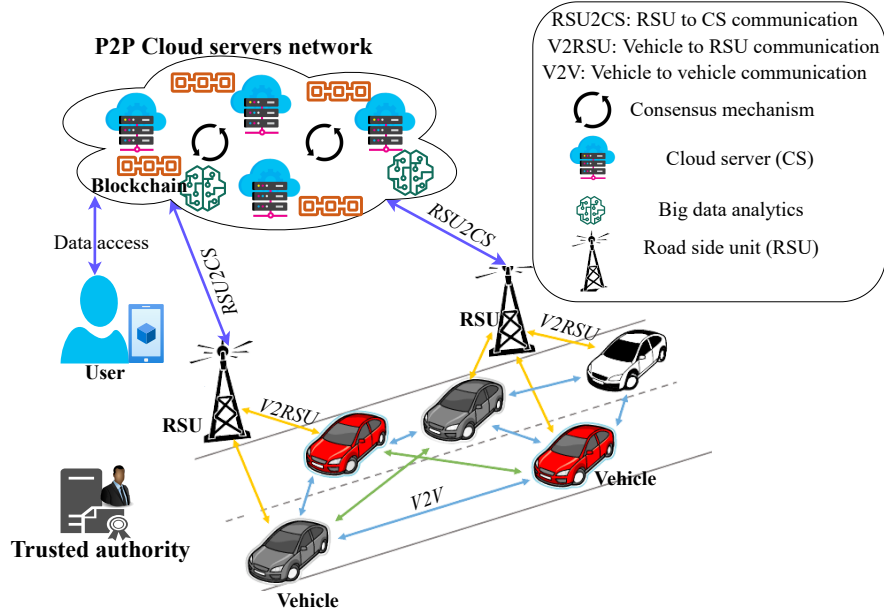 P2P Cloud servers network
RSU2CS: RSU to CS communication
V2RSU: Vehicle to RSU communication
V2V: Vehicle to vehicle communication
Consensus mechanism
Cloud server (CS)
Big data analytics
Road side unit (RSU)
Blockchain
Data access
RSU2CS
RSU2CS
User
RSU
RSU
V2RSU
V2RSU
V2V
Vehicle
Vehicle
Trusted authority